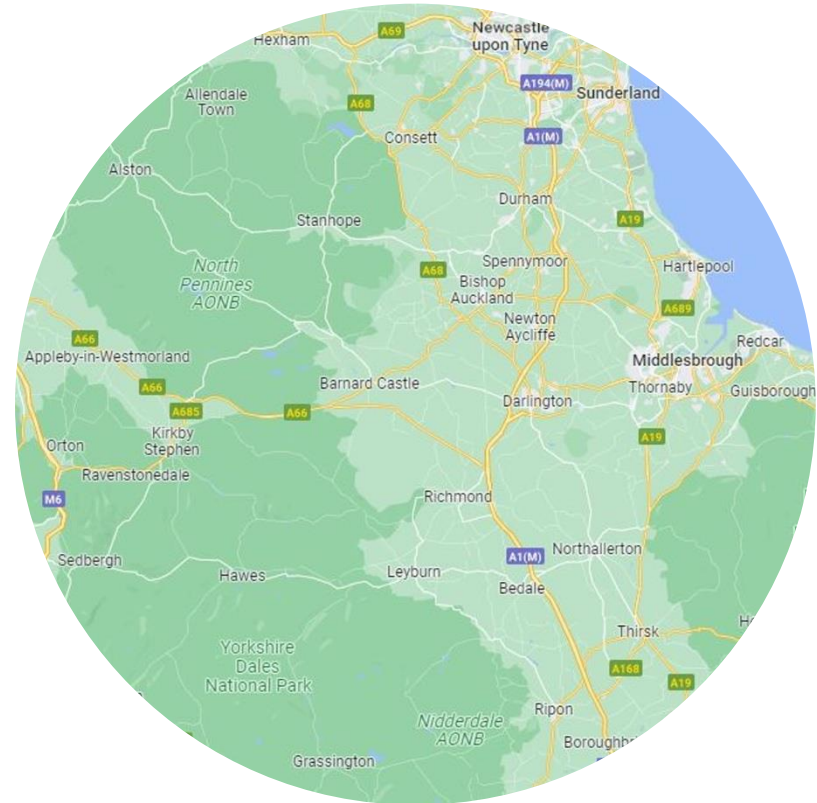 Newcastle
upon Tyne
A69
Hexham
A194(M)
Sunderland
Allendale
Town
A68
Consett
A1(M)
Alston
Durham
Stanhope
A19
Spennymoor
Hartlepool
North
Pennines
AONB
A68
Bishop
Auckland
A689
Newton
Aycliffe
A66
Redcar
Appleby-in-Westmorland
Middlesbrough
A66
Barnard Castle
Thornaby
Guisborough
A685
A66
Darlington
Kirkby
Stephen
A19
Orton
Ravenstonedale
M6
Richmond
Sedbergh
A1(M)
Northallerton
Hawes
Leyburn
Bedale
Thirsk
Yorkshire
Dales
National Park
A168
A19
Ripon
Nidderdale
AONB
Grassington